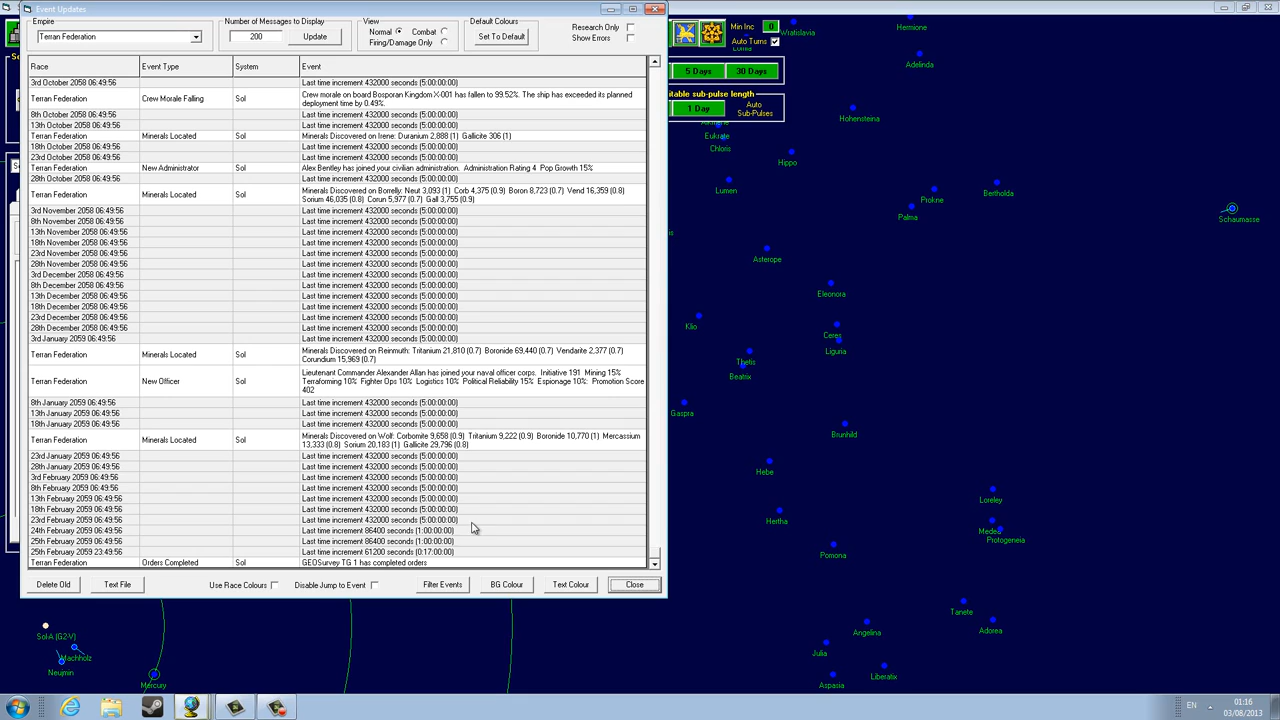 Event Updates
Empire
Terran Federation
Number of Messages to Display
200
Update
View
Normal
Combat
Firing/Damage Only
Default Colours
Set To Default
Research Only
Show Errors
Race Event Type System Event
3rd October 2058 06:49:56 Last time increment 432000 seconds (5:00:00:00)
Terran Federation Crew Morale Falling Sol Crew morale on board Bosporan Kingdom X-001 has fallen to 99.52%. The ship has exceeded its planned
deployment time by 0.49%.
8th October 2058 06:49:56 Last time increment 432000 seconds (5:00:00:00)
13th October 2058 06:49:56 Last time increment 432000 seconds (5:00:00:00)
Terran Federation Minerals Located Sol Minerals Discovered on Irene: Duranium 2,888 (1) Gallicite 306 (1)
18th October 2058 06:49:56 Last time increment 432000 seconds (5:00:00:00)
23rd October 2058 06:49:56 Last time increment 432000 seconds (5:00:00:00)
Terran Federation New Administrator Sol Alex Bentley has joined your civilian administration. Administration Rating 4 Pop Growth 15%
28th October 2058 06:49:56 Last time increment 432000 seconds (5:00:00:00)
Terran Federation Minerals Located Sol Minerals Discovered on Borrelly: Neut 3,093 (1) Corb 4,375 (0.9) Boron 8,723 (0.7) Vend 16,359 (0.8)
Sorium 46,035 (0.8) Corun 5,977 (0.7) Gall 3,755 (0.9)
3rd November 2058 06:49:56 Last time increment 432000 seconds (5:00:00:00)
8th November 2058 06:49:56 Last time increment 432000 seconds (5:00:00:00)
13th November 2058 06:49:56 Last time increment 432000 seconds (5:00:00:00)
18th November 2058 06:49:56 Last time increment 432000 seconds (5:00:00:00)
23rd November 2058 06:49:56 Last time increment 432000 seconds (5:00:00:00)
28th November 2058 06:49:56 Last time increment 432000 seconds (5:00:00:00)
3rd December 2058 06:49:56 Last time increment 432000 seconds (5:00:00:00)
8th December 2058 06:49:56 Last time increment 432000 seconds (5:00:00:00)
13th December 2058 06:49:56 Last time increment 432000 seconds (5:00:00:00)
18th December 2058 06:49:56 Last time increment 432000 seconds (5:00:00:00)
23rd December 2058 06:49:56 Last time increment 432000 seconds (5:00:00:00)
28th December 2058 06:49:56 Last time increment 432000 seconds (5:00:00:00)
3rd January 2059 06:49:56 Last time increment 432000 seconds (5:00:00:00)
Terran Federation Minerals Located Sol Minerals Discovered on Reinmuth: Tritanium 21,810 (0.7) Boronide 69,440 (0.7) Vendarite 2,377 (0.7)
Corundium 15,969 (0.7)
Terran Federation New Officer Sol Lieutenant Commander Alexander Allan has joined your naval officer corps. Initiative 191 Mining 15%
Terraforming 10% Fighter Ops 10% Logistics 10% Political Reliability 15% Espionage 10%: Promotion Score
402
8th January 2059 06:49:56 Last time increment 432000 seconds (5:00:00:00)
13th January 2059 06:49:56 Last time increment 432000 seconds (5:00:00:00)
18th January 2059 06:49:56 Last time increment 432000 seconds (5:00:00:00)
Terran Federation Minerals Located Sol Minerals Discovered on Wolf: Corbomite 9,658 (0.9) Tritanium 9,222 (0.9) Boronide 10,770 (1) Mercassium
13,333 (0.8) Sorium 20,183 (1) Gallicite 29,796 (0.8)
23rd January 2059 06:49:56 Last time increment 432000 seconds (5:00:00:00)
28th January 2059 06:49:56 Last time increment 432000 seconds (5:00:00:00)
3rd February 2059 06:49:56 Last time increment 432000 seconds (5:00:00:00)
8th February 2059 06:49:56 Last time increment 432000 seconds (5:00:00:00)
13th February 2059 06:49:56 Last time increment 432000 seconds (5:00:00:00)
18th February 2059 06:49:56 Last time increment 432000 seconds (5:00:00:00)
23rd February 2059 06:49:56 Last time increment 432000 seconds (5:00:00:00)
24th February 2059 06:49:56 Last time increment 86400 seconds (1:00:00:00)
25th February 2059 06:49:56 Last time increment 86400 seconds (1:00:00:00)
25th February 2059 23:49:56 Last time increment 61200 seconds (0:17:00:00)
Terran Federation Orders Completed Sol GEOSurvey TG 1 has completed orders
Delete Old
Text File
Use Race Colours
Disable Jump to Event
Filter Events
BG Colour
Text Colour
Close
Min Inc 0
Auto Turns
5 Days
30 Days
table sub-pulse length
1 Day
Auto
Sub-Pulses
Wratislavia
Hermione
Adelinda
Hohensteina
Eukrate
Chloris
Hippo
Lumen
Bertholda
Prokne
Palma
Schaumasse
Asterope
Eleonora
Klio
Ceres
Liguria
Thetis
Beatrix
Gaspra
Brunhild
Hebe
Loreley
Hertha
Medea
Protogeneia
Pomona
Tanete
Angelina
Adorea
Julia
Liberatix
Aspasia
Sol-A (G2-V)
Machholz
Neujmin
Mercury
EN
01:16
03/08/2013